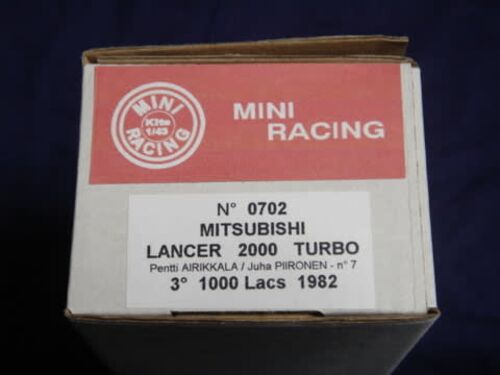 MINI
Kits
1/43
RACING
MINI
RACING
N° 0702
MITSUBISHI
LANCER 2000 TURBO
Pentti AIRIKKALA / Juha PIIRONEN - n° 7
3° 1000 Lacs 1982